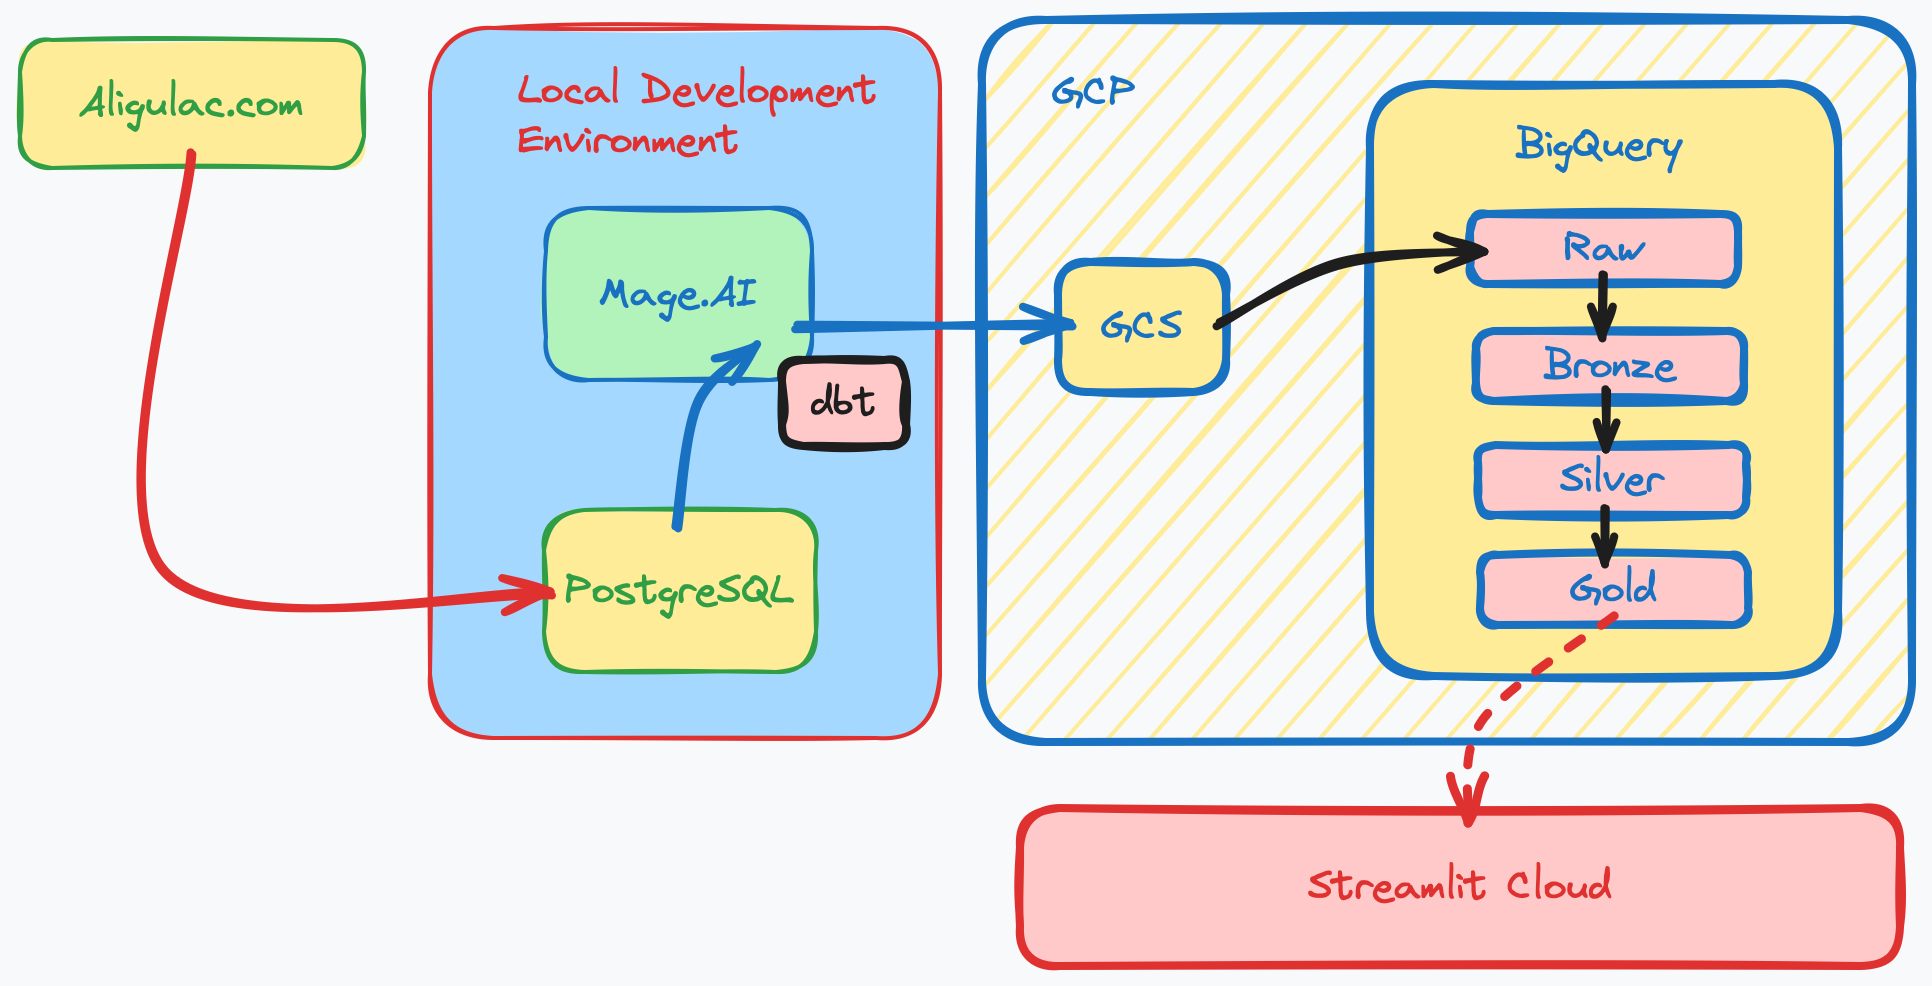 Aligulac.com
Local Development
Environment
Mage.AI
dbt
PostgreSQL
GCP
GCS
BigQuery
Raw
Bronze
Silver
Gold
Streamlit Cloud